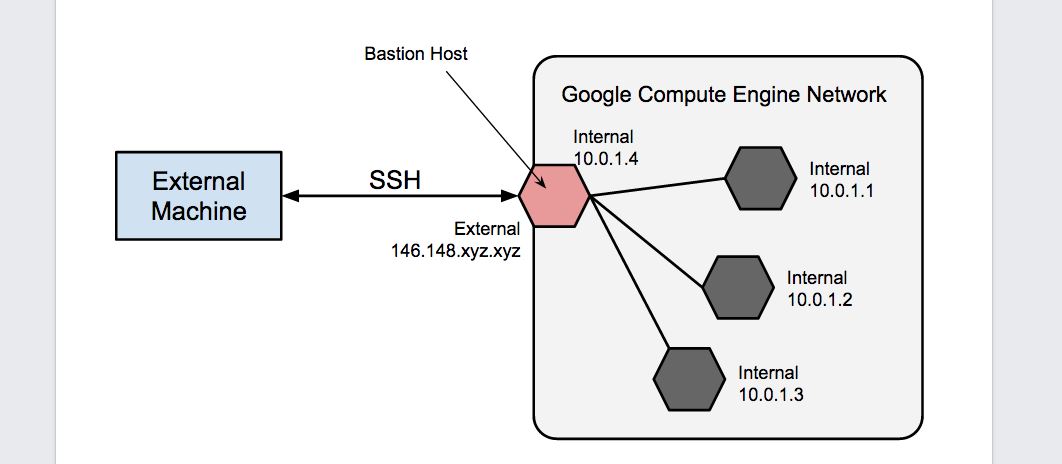 Bastion Host
Google Compute Engine Network
Internal
10.0.1.4
Internal
10.0.1.1
External
Machine
SSH
External
146.148.xyz.xyz
Internal
10.0.1.2
Internal
10.0.1.3